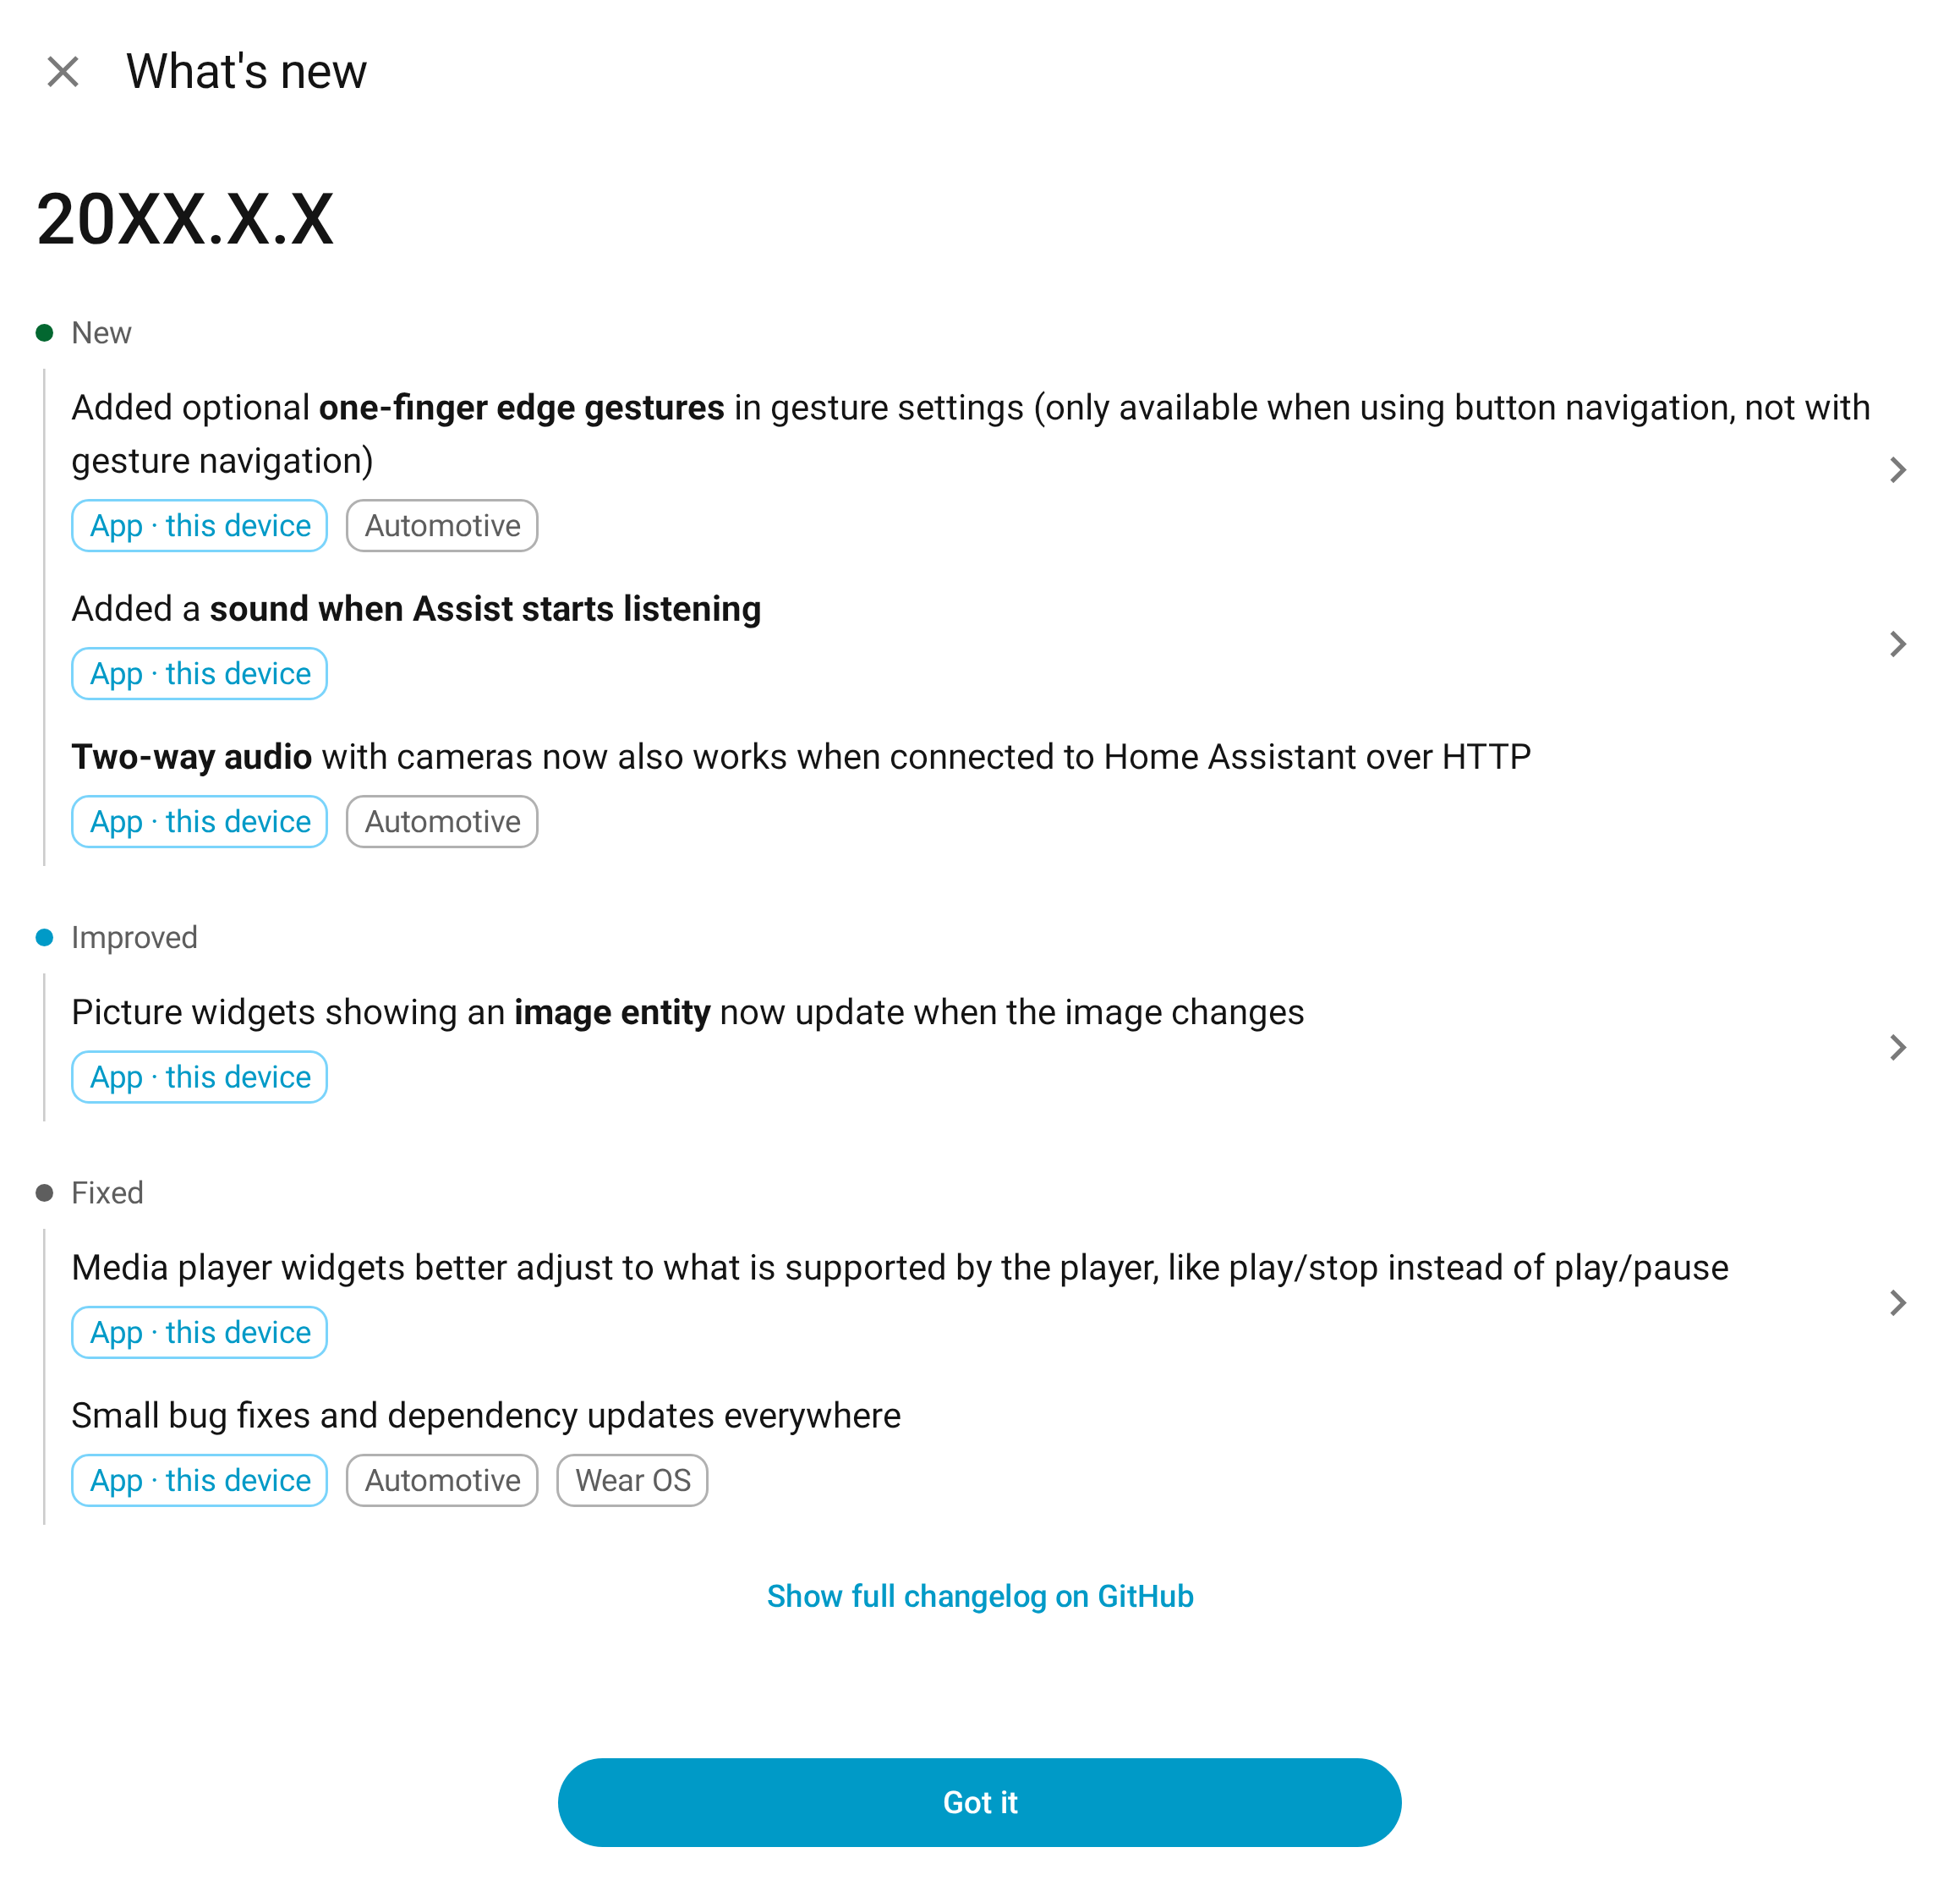 What's new
20XX.X.X
New
Added optional one-finger edge gestures in gesture settings (only available when using button navigation, not with
gesture navigation)
App · this device Automotive
Added a sound when Assist starts listening
App · this device
Two-way audio with cameras now also works when connected to Home Assistant over HTTP
App · this device Automotive
Improved
Picture widgets showing an image entity now update when the image changes
App · this device
Fixed
Media player widgets better adjust to what is supported by the player, like play/stop instead of play/pause
App · this device
Small bug fixes and dependency updates everywhere
App · this device Automotive Wear OS
Show full changelog on GitHub
Got it